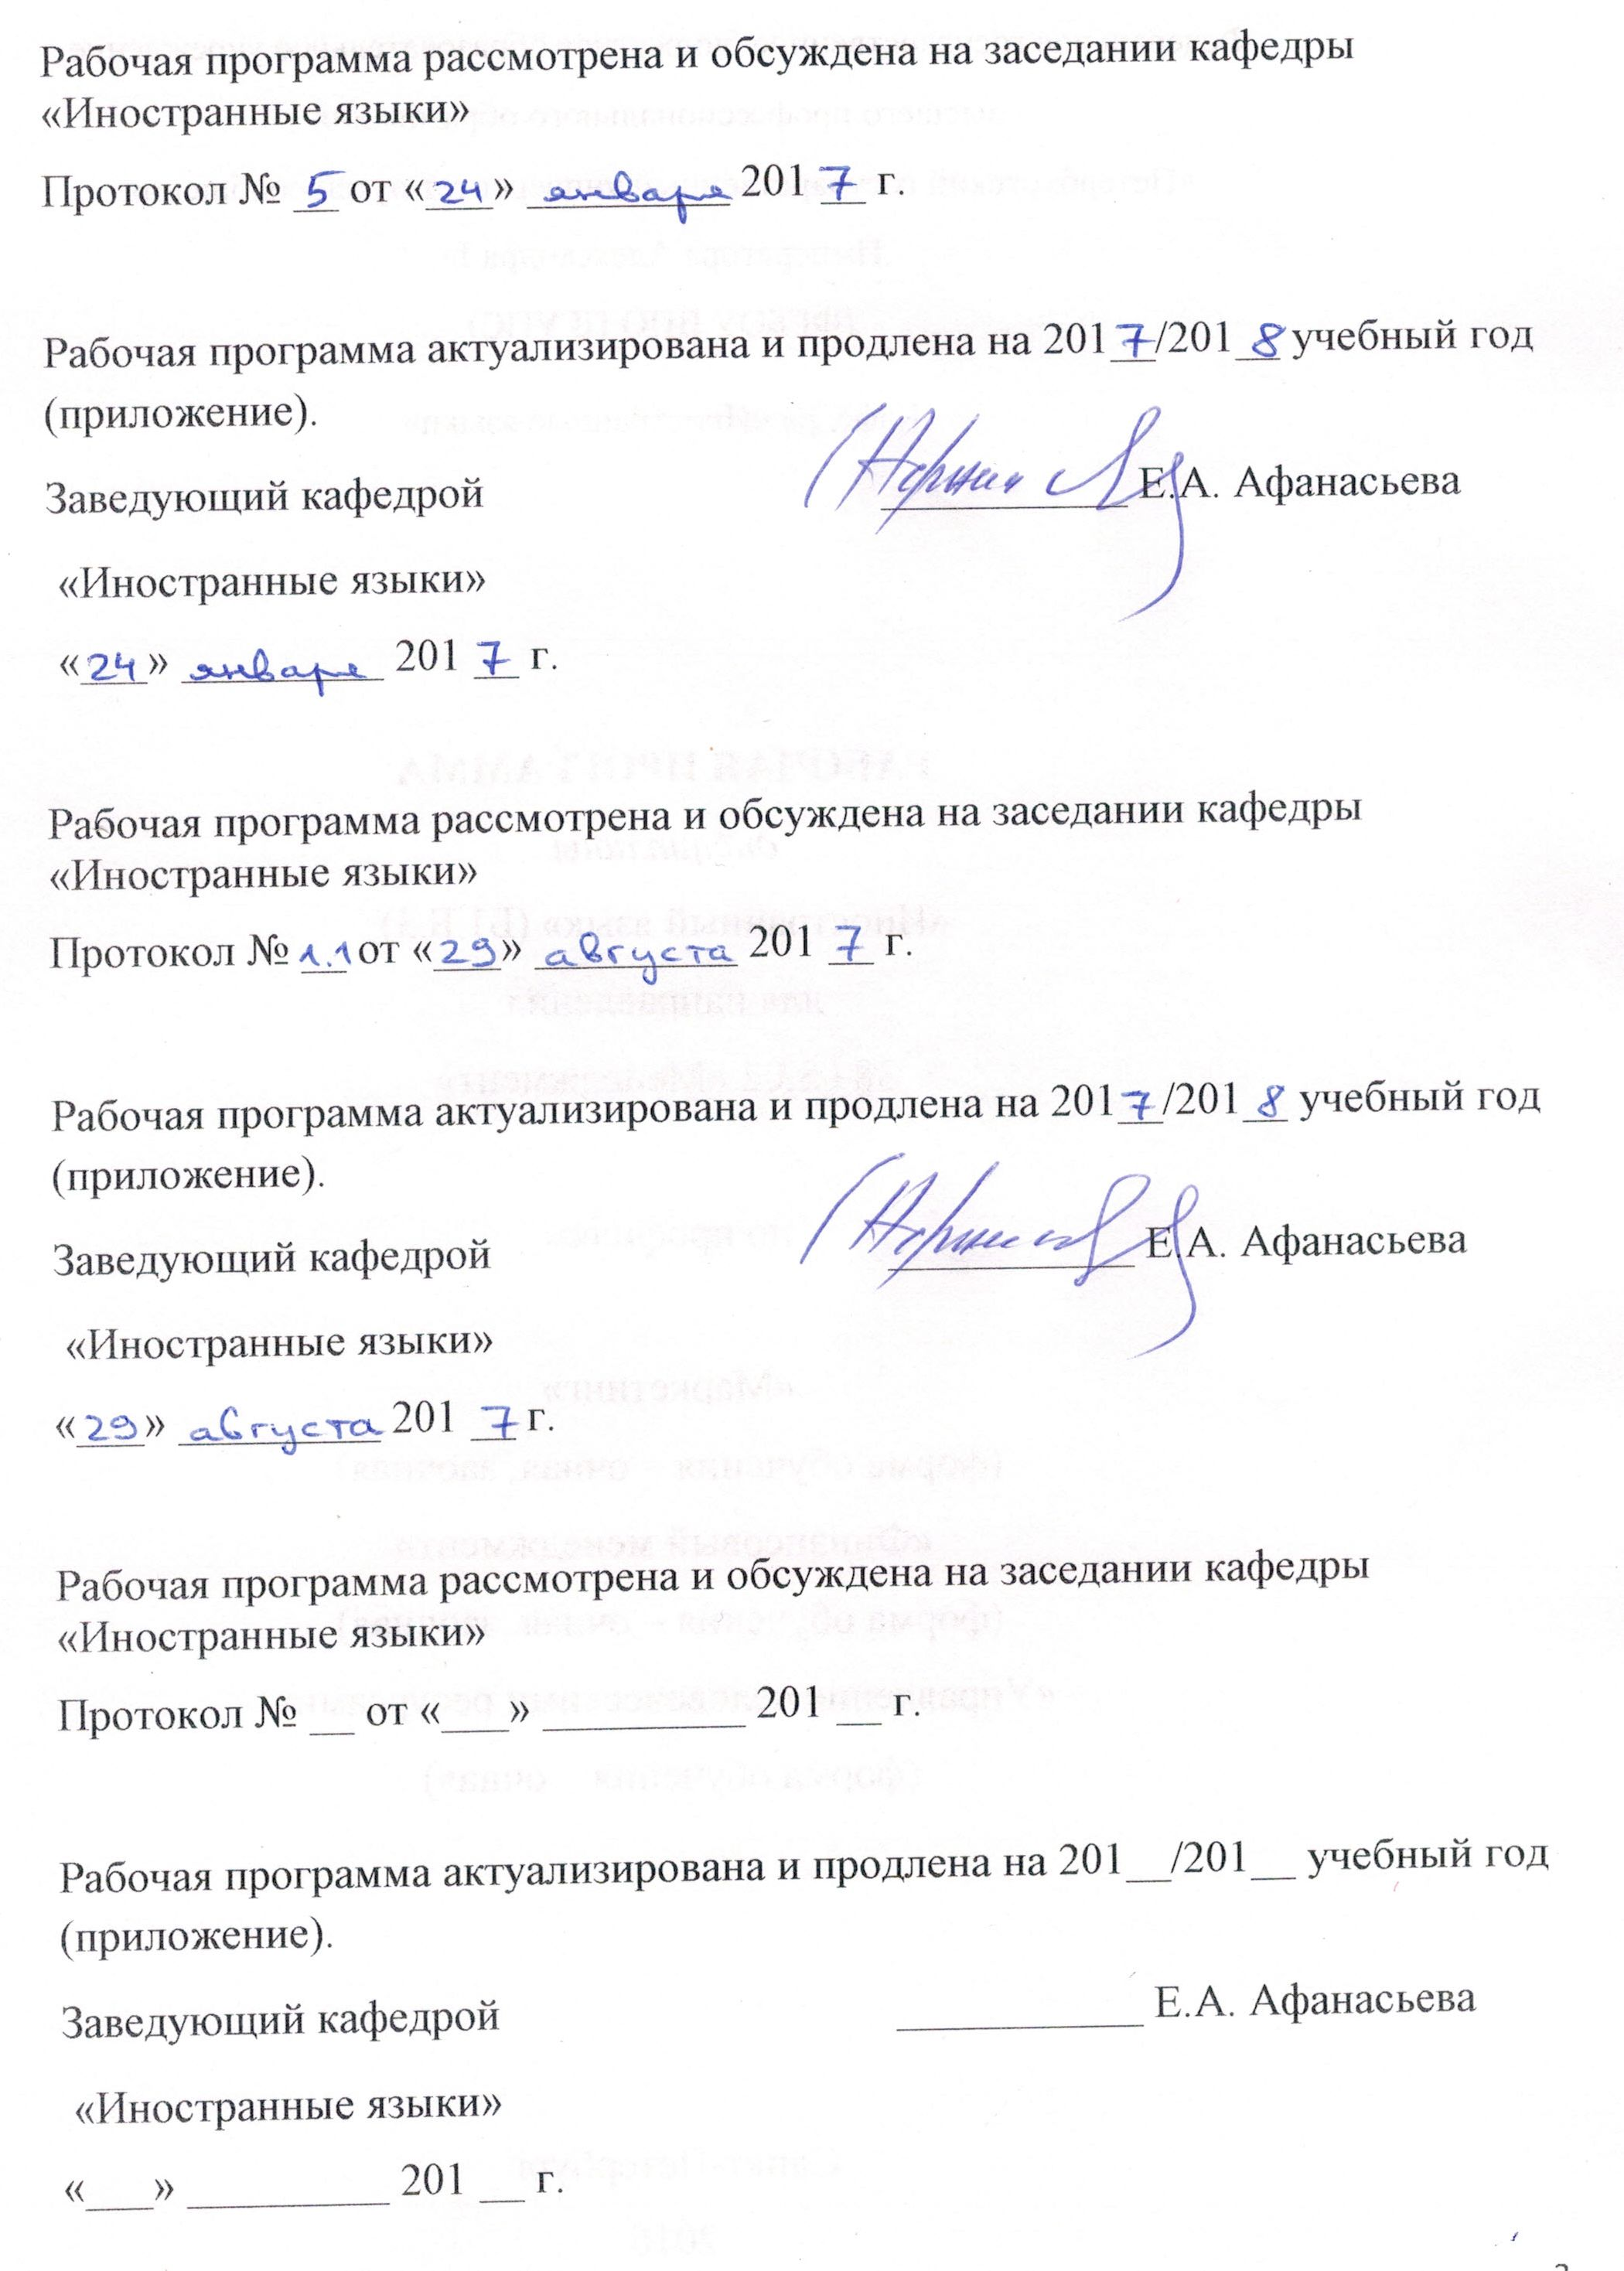 Рабочая программа рассмотрена и обсуждена на заседании кафедры
«Иностранные языки»
Протокол № 5 от «24» января 2017 г.
Рабочая программа актуализирована и продлена на 2017/2018 учебный год
(приложение).
Заведующий кафедрой Е.А. Афанасьева
«Иностранные языки»
«24» января 2017 г.
Рабочая программа рассмотрена и обсуждена на заседании кафедры
«Иностранные языки»
Протокол № 1.1 от «29» августа 2017 г.
Рабочая программа актуализирована и продлена на 2017/2018 учебный год
(приложение).
Заведующий кафедрой Е.А. Афанасьева
«Иностранные языки»
«29» августа 2017 г.
Рабочая программа рассмотрена и обсуждена на заседании кафедры
«Иностранные языки»
Протокол № __ от «___» _________ 201 __ г.
Рабочая программа актуализирована и продлена на 201__/201__ учебный год
(приложение).
Заведующий кафедрой ___________ Е.А. Афанасьева
«Иностранные языки»
«___» _________ 201 __ г.